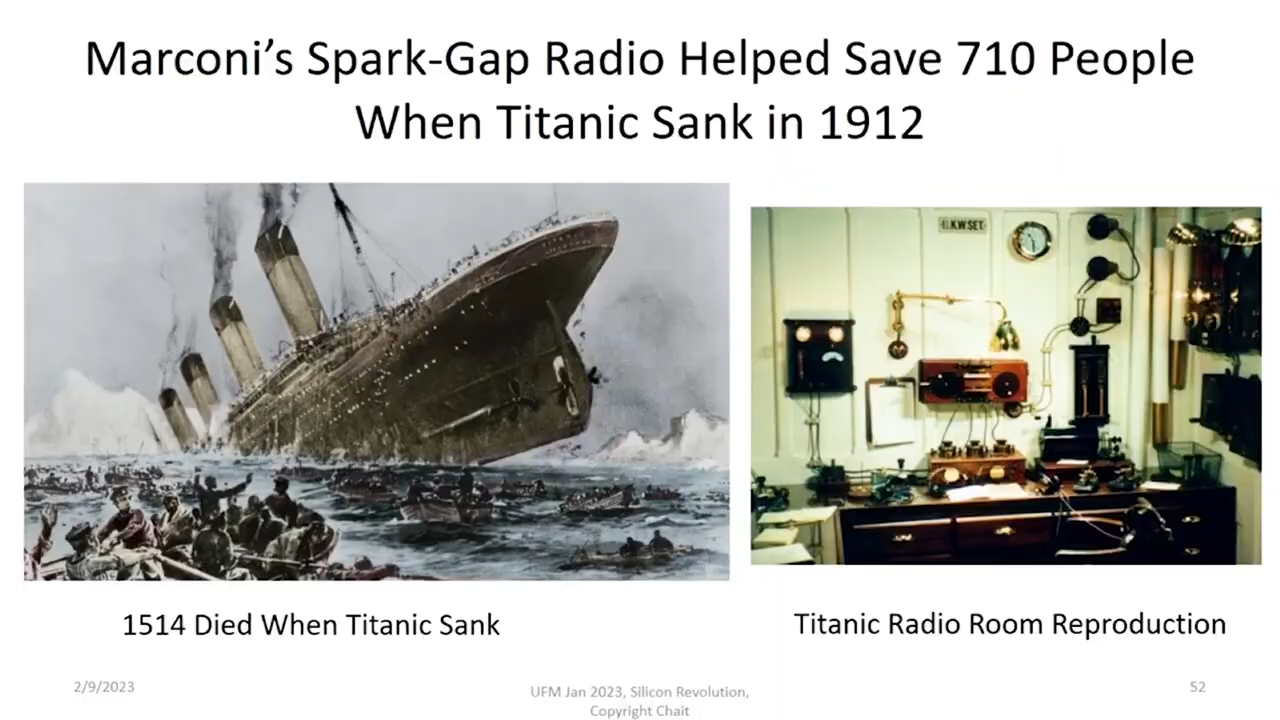 Marconi’s Spark-Gap Radio Helped Save 710 People
When Titanic Sank in 1912
1514 Died When Titanic Sank
Titanic Radio Room Reproduction
2/9/2023
UFM Jan 2023, Silicon Revolution,
Copyright Chait
52